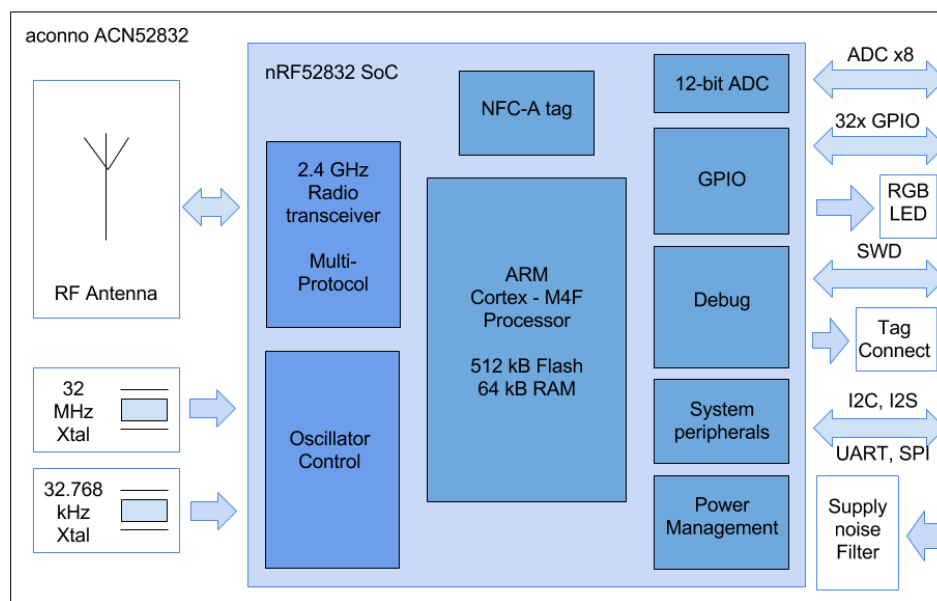 aconno ACN52832
RF Antenna
32
MHz
Xtal
32.768
kHz
Xtal
nRF52832 SoC
2.4 GHz
Radio
transceiver
Multi-
Protocol
Oscillator
Control
NFC-A tag
ARM
Cortex - M4F
Processor
512 kB Flash
64 kB RAM
12-bit ADC
GPIO
Debug
System
peripherals
Power
Management
ADC x8
32x GPIO
RGB
LED
SWD
Tag
Connect
I2C, I2S
UART, SPI
Supply
noise
Filter